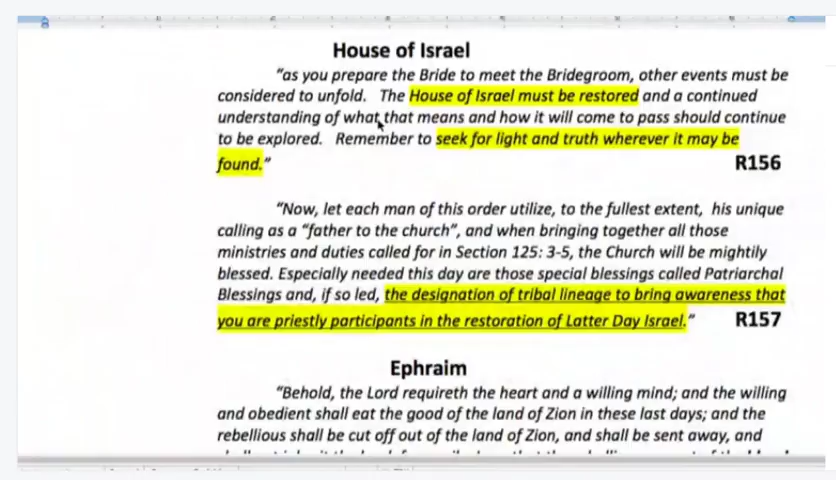 House of Israel
"as you prepare the Bride to meet the Bridegroom, other events must be
considered to unfold. The House of Israel must be restored and a continued
understanding of what that means and how it will come to pass should continue
to be explored. Remember to seek for light and truth wherever it may be
found." R156
"Now, let each man of this order utilize, to the fullest extent, his unique
calling as a "father to the church", and when bringing together all those
ministries and duties called for in Section 125: 3-5, the Church will be mightily
blessed. Especially needed this day are those special blessings called Patriarchal
Blessings and, if so led, the designation of tribal lineage to bring awareness that
you are priestly participants in the restoration of Latter Day Israel." R157
Ephraim
"Behold, the Lord requireth the heart and a willing mind; and the willing
and obedient shall eat the good of the land of Zion in these last days; and the
rebellious shall be cut off out of the land of Zion, and shall be sent away, and